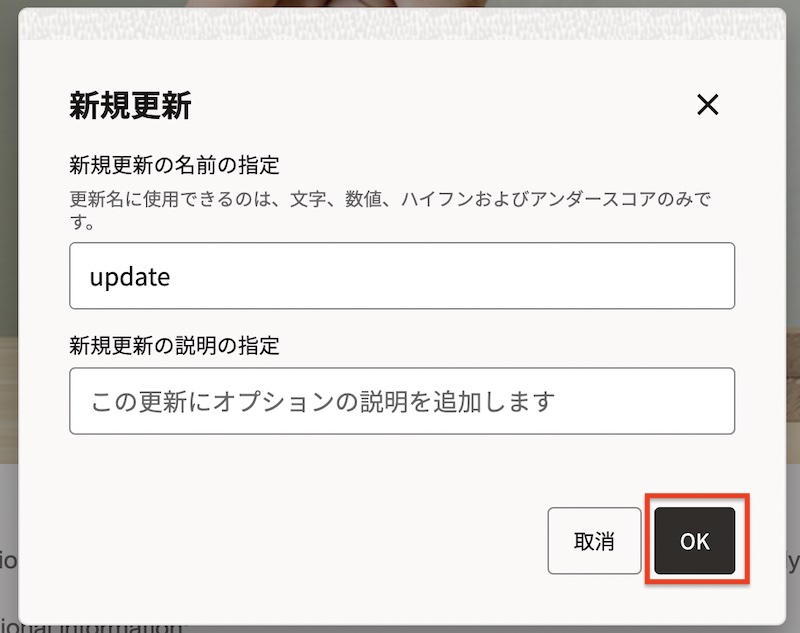 新規更新
新規更新の名前の指定
更新名に使用できるのは、文字、数値、ハイフンおよびアンダースコアのみで
す。
update
新規更新の説明の指定
この更新にオプションの説明を追加します
取消
OK